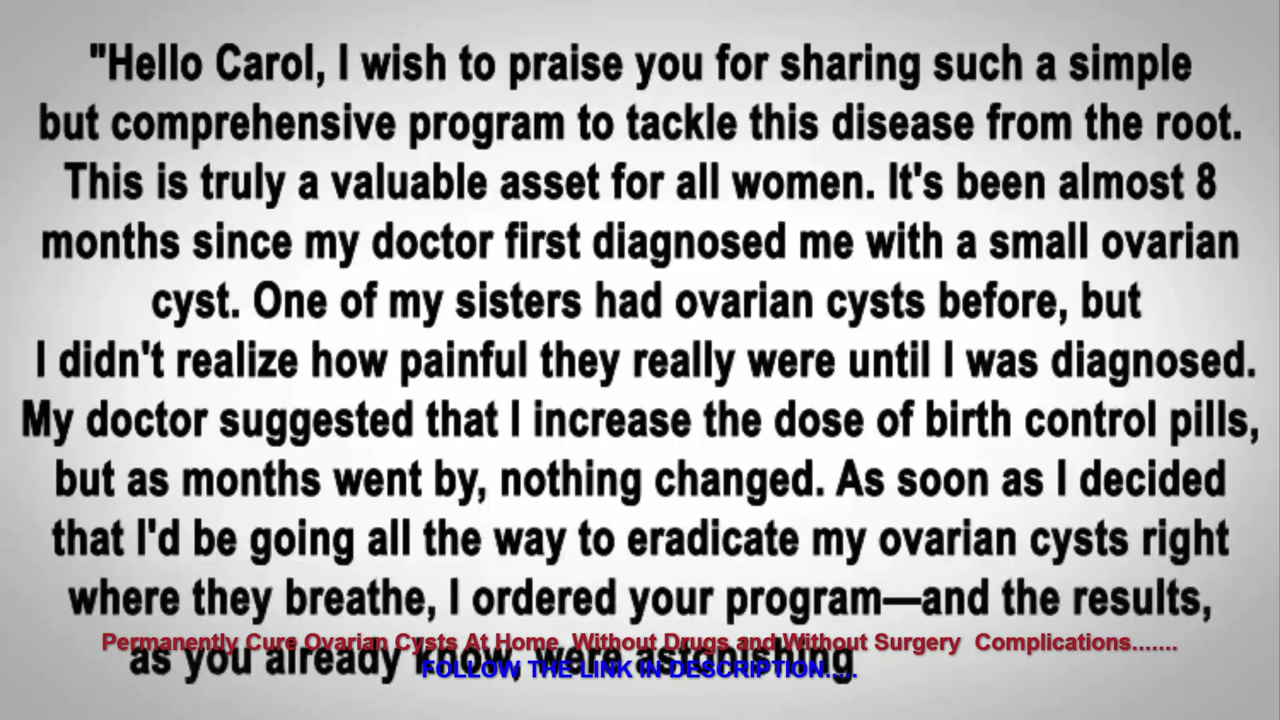 "Hello Carol, I wish to praise you for sharing such a simple
but comprehensive program to tackle this disease from the root.
This is truly a valuable asset for all women. It's been almost 8
months since my doctor first diagnosed me with a small ovarian
cyst. One of my sisters had ovarian cysts before, but
I didn't realize how painful they really were until I was diagnosed.
My doctor suggested that I increase the dose of birth control pills,
but as months went by, nothing changed. As soon as I decided
that I'd be going all the way to eradicate my ovarian cysts right
where they breathe, I ordered your program—and the results,
Permanently Cure Ovarian Cysts At Home Without Drugs and Without Surgery Complications.......
as you already know, were astonishing
FOLLOW THE LINK IN DESCRIPTION.....